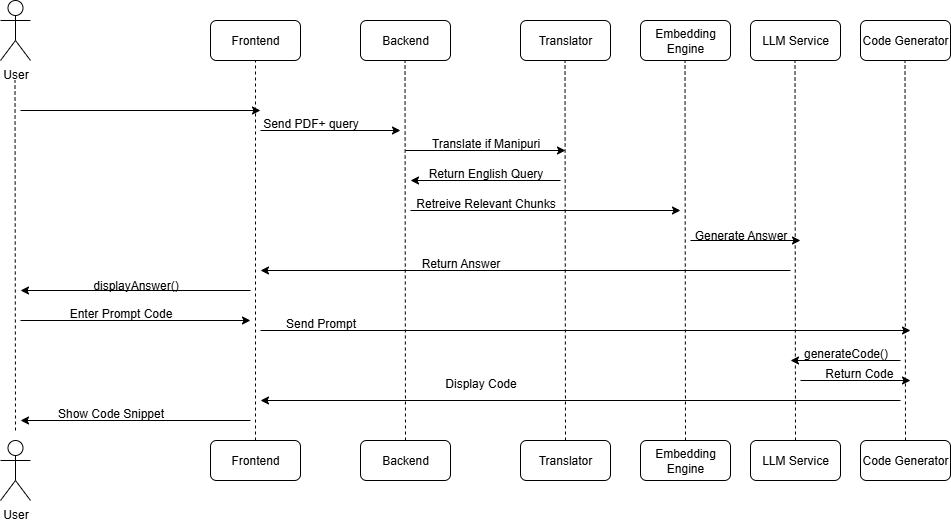 User
Frontend
Backend
Translator
Embedding
Engine
LLM Service
Code Generator
Send PDF+ query
Translate if Manipuri
Return English Query
Retreive Relevant Chunks
Generate Answer
Return Answer
displayAnswer()
Enter Prompt Code
Send Prompt
generateCode()
Return Code
Display Code
Show Code Snippet
User
Frontend
Backend
Translator
Embedding
Engine
LLM Service
Code Generator